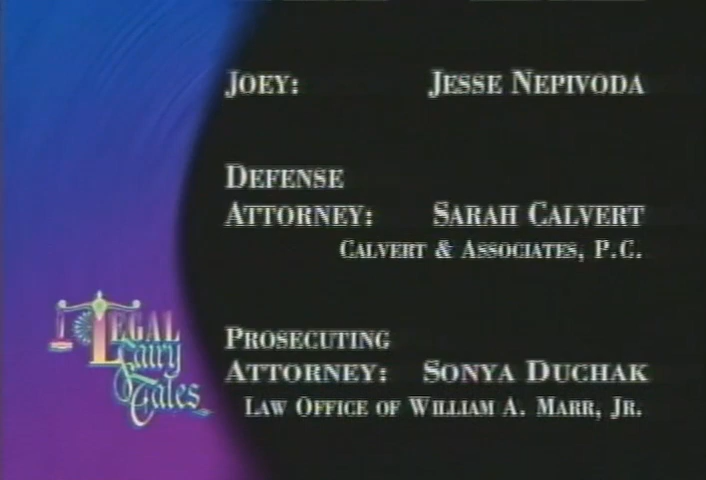 JOEY: JESSE NEPIVODA
DEFENSE
ATTORNEY: SARAH CALVERT
CALVERT & ASSOCIATES, P.C.
PROSECUTING
ATTORNEY: SONYA DUCHAK
LAW OFFICE OF WILLIAM A. MARR, JR.
LEGAL
Fairy
Tales